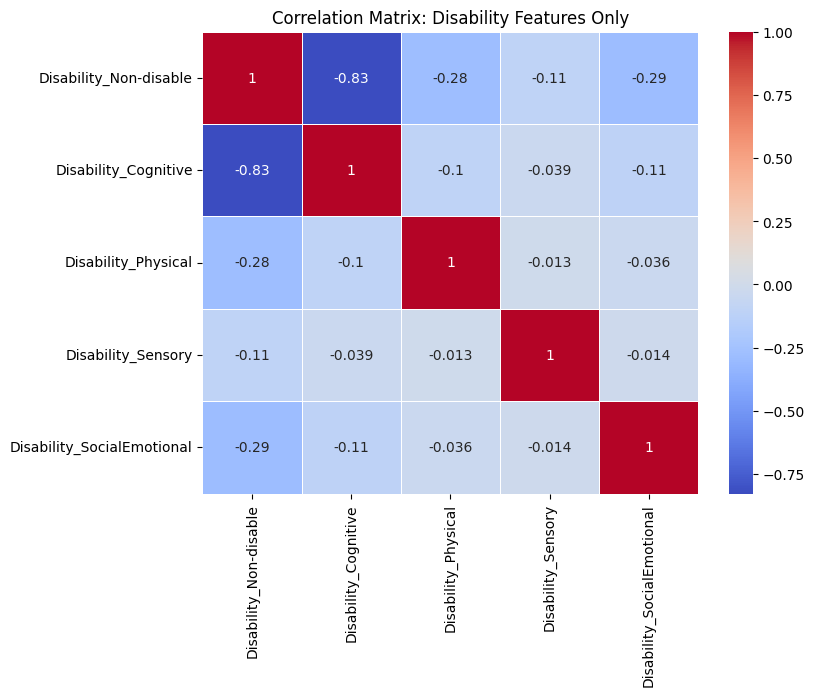 Correlation Matrix: Disability Features Only
Disability_Non-disable 1 -0.83 -0.28 -0.11 -0.29
Disability_Cognitive -0.83 1 -0.1 -0.039 -0.11
Disability_Physical -0.28 -0.1 1 -0.013 -0.036
Disability_Sensory -0.11 -0.039 -0.013 1 -0.014
Disability_SocialEmotional -0.29 -0.11 -0.036 -0.014 1
Disability_Non-disable
Disability_Cognitive
Disability_Physical
Disability_Sensory
Disability_SocialEmotional
1.00
0.75
0.50
0.25
0.00
−0.25
−0.50
−0.75